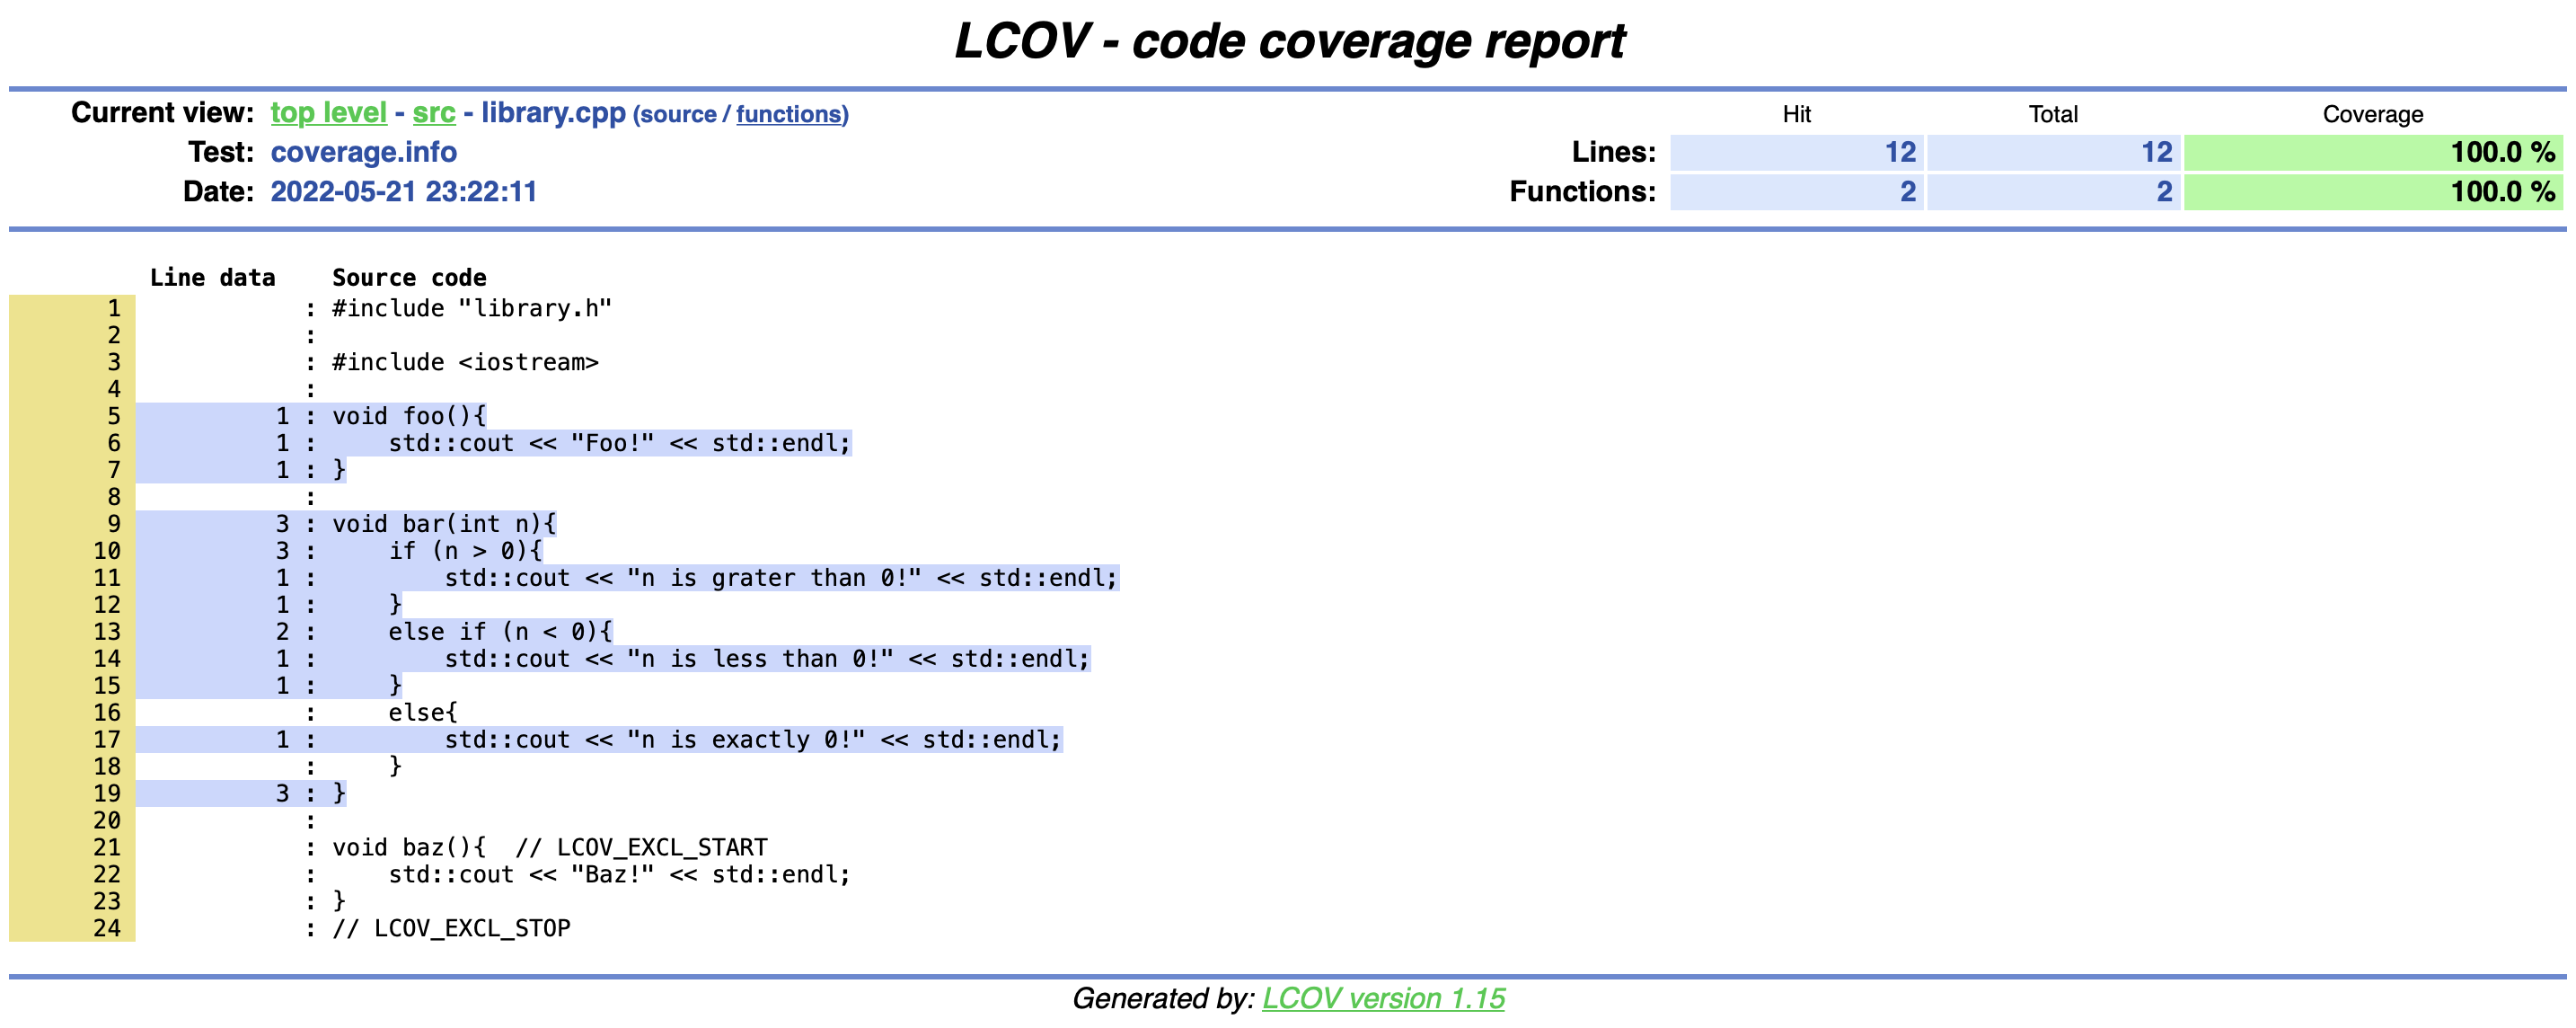 LCOV - code coverage report
Current view: top level - src - library.cpp (source / functions) Hit Total Coverage
Test: coverage.info Lines: 12 12 100.0 %
Date: 2022-05-21 23:22:11 Functions: 2 2 100.0 %
Line data Source code
1 : #include "library.h"
2 :
3 : #include <iostream>
4 :
5 1 : void foo(){
6 1 :     std::cout << "Foo!" << std::endl;
7 1 : }
8 :
9 3 : void bar(int n){
10 3 :     if (n > 0){
11 1 :         std::cout << "n is grater than 0!" << std::endl;
12 1 :     }
13 2 :     else if (n < 0){
14 1 :         std::cout << "n is less than 0!" << std::endl;
15 1 :     }
16 :     else{
17 1 :         std::cout << "n is exactly 0!" << std::endl;
18 :     }
19 3 : }
20 :
21 : void baz(){  // LCOV_EXCL_START
22 :     std::cout << "Baz!" << std::endl;
23 : }
24 : // LCOV_EXCL_STOP
Generated by: LCOV version 1.15